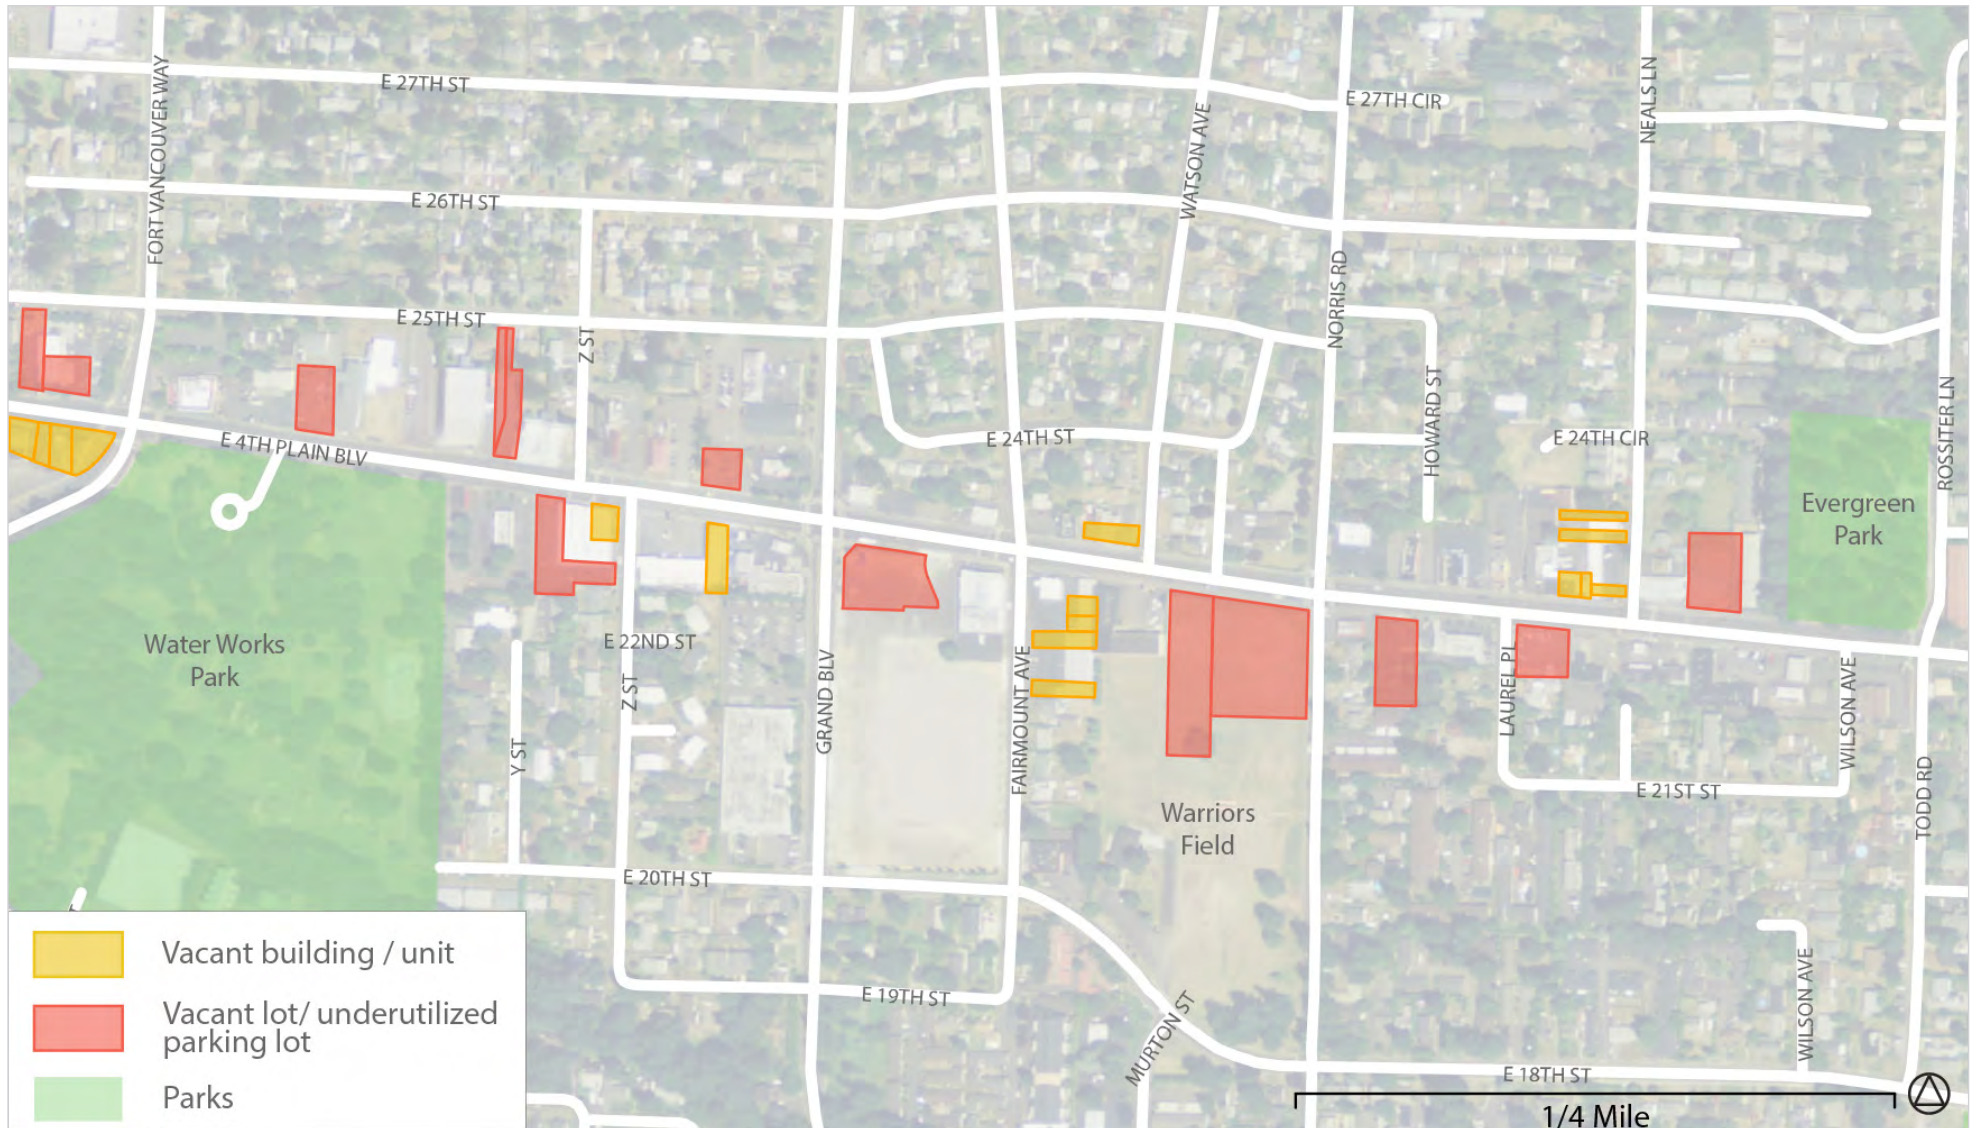 E 27TH ST
E 27TH CIR
NEALS LN
FORT VANCOUVER WAY
WATSON AVE
E 26TH ST
NORRIS RD
E 25TH ST
Z ST
HOWARD ST
ROSSITER LN
E 24TH ST
E 24TH CIR
E 4TH PLAIN BLV
Evergreen
Park
Water Works
Park
E 22ND ST
Z ST
GRAND BLV
FAIRMOUNT AVE
LAUREL PL
WILSON AVE
Y ST
E 21ST ST
TODD RD
Warriors
Field
E 20TH ST
E 19TH ST
MURTON ST
WILSON AVE
E 18TH ST
Vacant building / unit
Vacant lot/ underutilized
parking lot
Parks
1/4 Mile